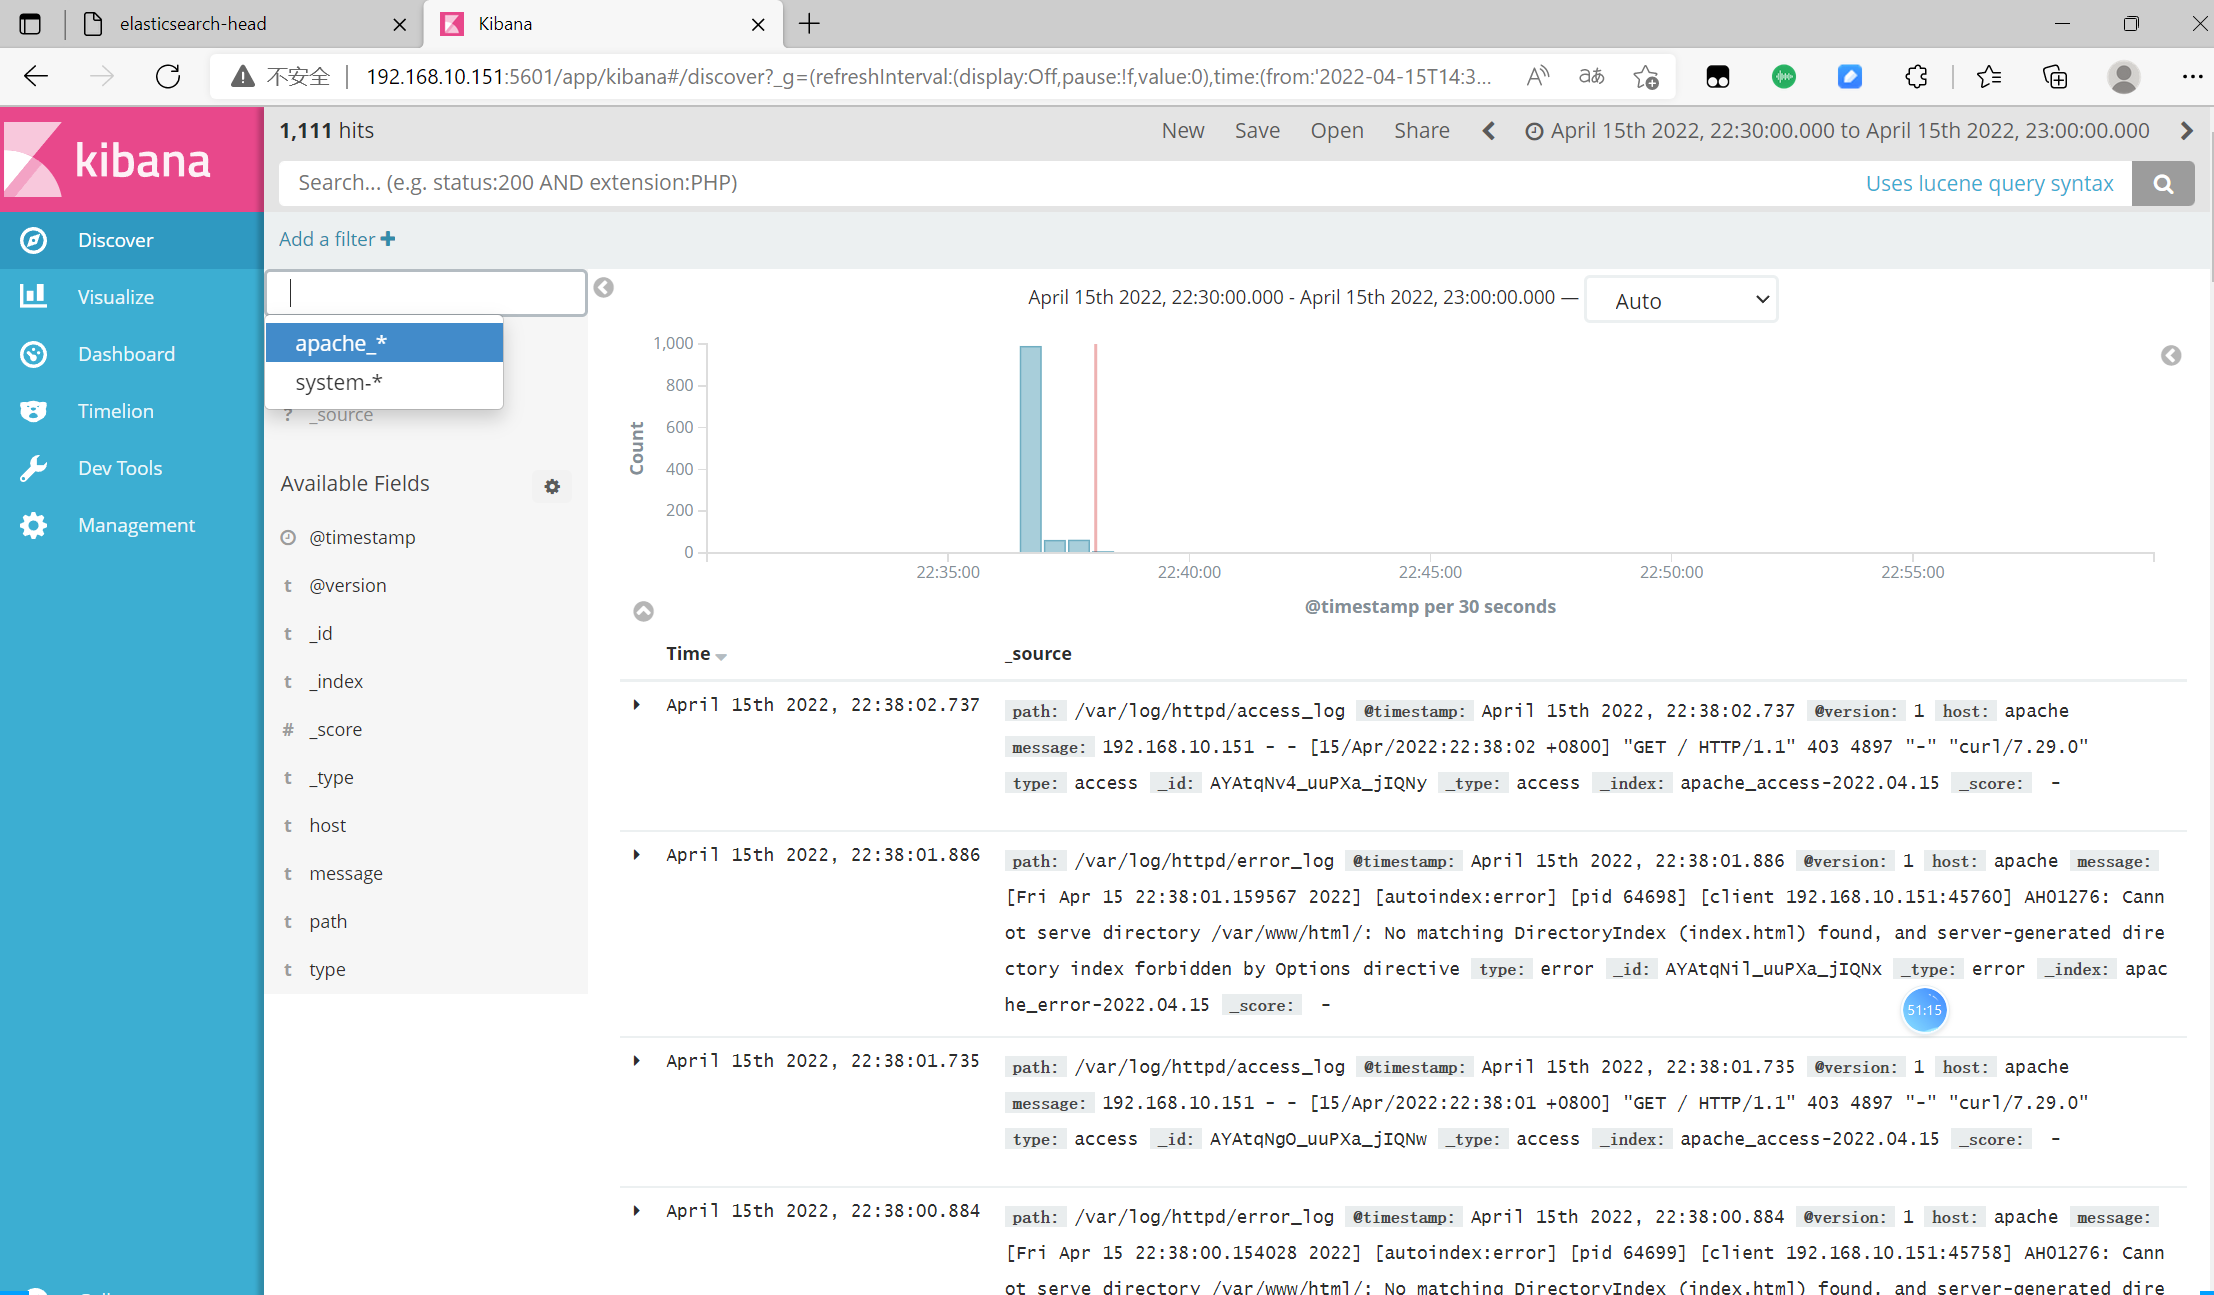 elasticsearch-head
Kibana
不安全
192.168.10.151:5601/app/kibana#/discover?_g=(refreshInterval:(display:Off,pause:!f,value:0),time:(from:'2022-04-15T14:3...
kibana
Discover
Visualize
Dashboard
Timelion
Dev Tools
Management
1,111 hits
New Save Open Share April 15th 2022, 22:30:00.000 to April 15th 2022, 23:00:00.000
Search... (e.g. status:200 AND extension:PHP)
Uses lucene query syntax
Add a filter
apache_*
system-*
? _source
Available Fields
@timestamp
t @version
t _id
t _index
# _score
t _type
t host
t message
t path
t type
April 15th 2022, 22:30:00.000 - April 15th 2022, 23:00:00.000 —
Auto
Count
1,000
800
600
400
200
0
22:35:00 22:40:00 22:45:00 22:50:00 22:55:00
@timestamp per 30 seconds
Time _source
April 15th 2022, 22:38:02.737
path: /var/log/httpd/access_log @timestamp: April 15th 2022, 22:38:02.737 @version: 1 host: apache
message: 192.168.10.151 - - [15/Apr/2022:22:38:02 +0800] "GET / HTTP/1.1" 403 4897 "-" "curl/7.29.0"
type: access _id: AYAtqNv4_uuPXa_jIQNy _type: access _index: apache_access-2022.04.15 _score: -
April 15th 2022, 22:38:01.886
path: /var/log/httpd/error_log @timestamp: April 15th 2022, 22:38:01.886 @version: 1 host: apache message:
[Fri Apr 15 22:38:01.159567 2022] [autoindex:error] [pid 64698] [client 192.168.10.151:45760] AH01276: Cann
ot serve directory /var/www/html/: No matching DirectoryIndex (index.html) found, and server-generated dire
ctory index forbidden by Options directive type: error _id: AYAtqNil_uuPXa_jIQNx _type: error _index: apac
he_error-2022.04.15 _score: -
51:15
April 15th 2022, 22:38:01.735
path: /var/log/httpd/access_log @timestamp: April 15th 2022, 22:38:01.735 @version: 1 host: apache
message: 192.168.10.151 - - [15/Apr/2022:22:38:01 +0800] "GET / HTTP/1.1" 403 4897 "-" "curl/7.29.0"
type: access _id: AYAtqNgO_uuPXa_jIQNw _type: access _index: apache_access-2022.04.15 _score: -
April 15th 2022, 22:38:00.884
path: /var/log/httpd/error_log @timestamp: April 15th 2022, 22:38:00.884 @version: 1 host: apache message:
[Fri Apr 15 22:38:00.154028 2022] [autoindex:error] [pid 64699] [client 192.168.10.151:45758] AH01276: Cann
ot serve directory /var/www/html/: No matching DirectoryIndex (index.html) found, and server-generated dire